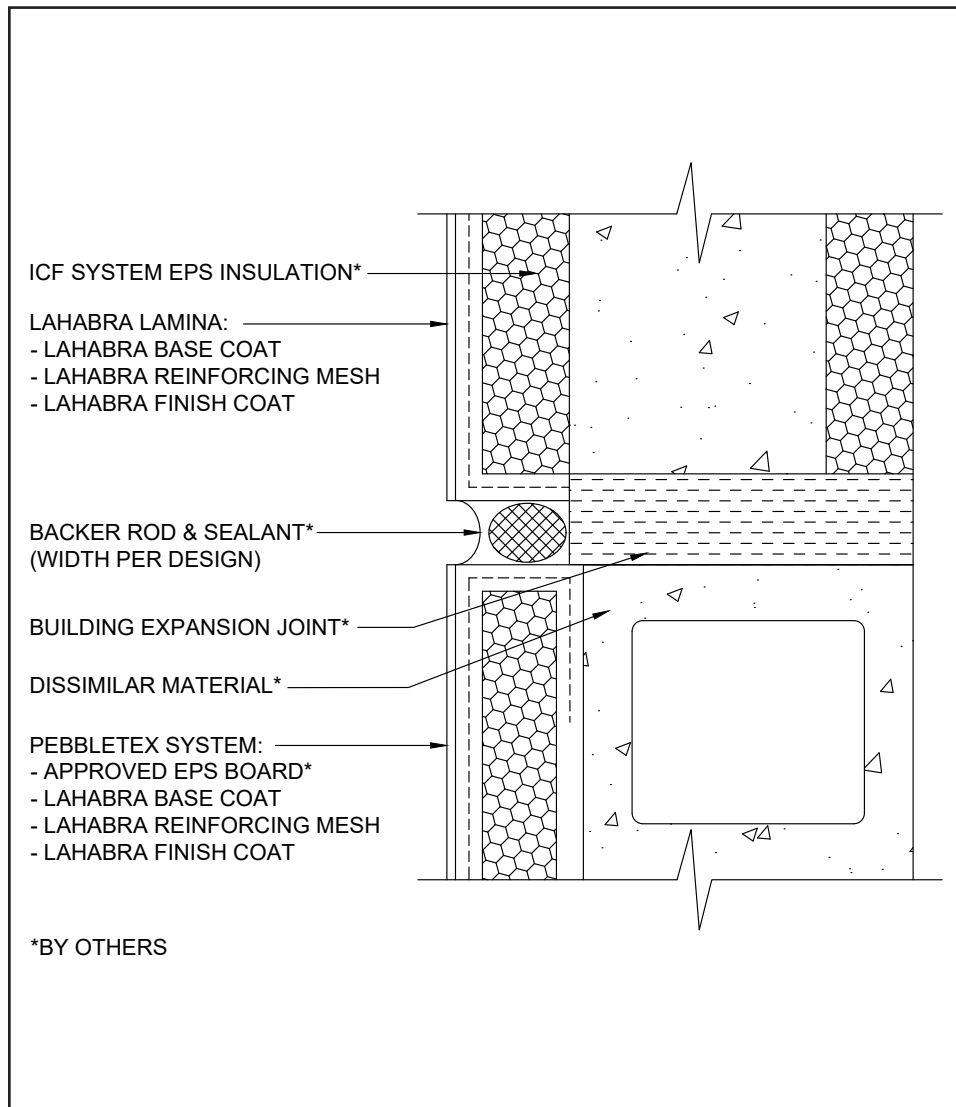 ICF SYSTEM EPS INSULATION*
LAHABRA LAMINA:
- LAHABRA BASE COAT
- LAHABRA REINFORCING MESH
- LAHABRA FINISH COAT
BACKER ROD & SEALANT*
(WIDTH PER DESIGN)
BUILDING EXPANSION JOINT*
DISSIMILAR MATERIAL*
PEBBLETEX SYSTEM:
- APPROVED EPS BOARD*
- LAHABRA BASE COAT
- LAHABRA REINFORCING MESH
- LAHABRA FINISH COAT
*BY OTHERS